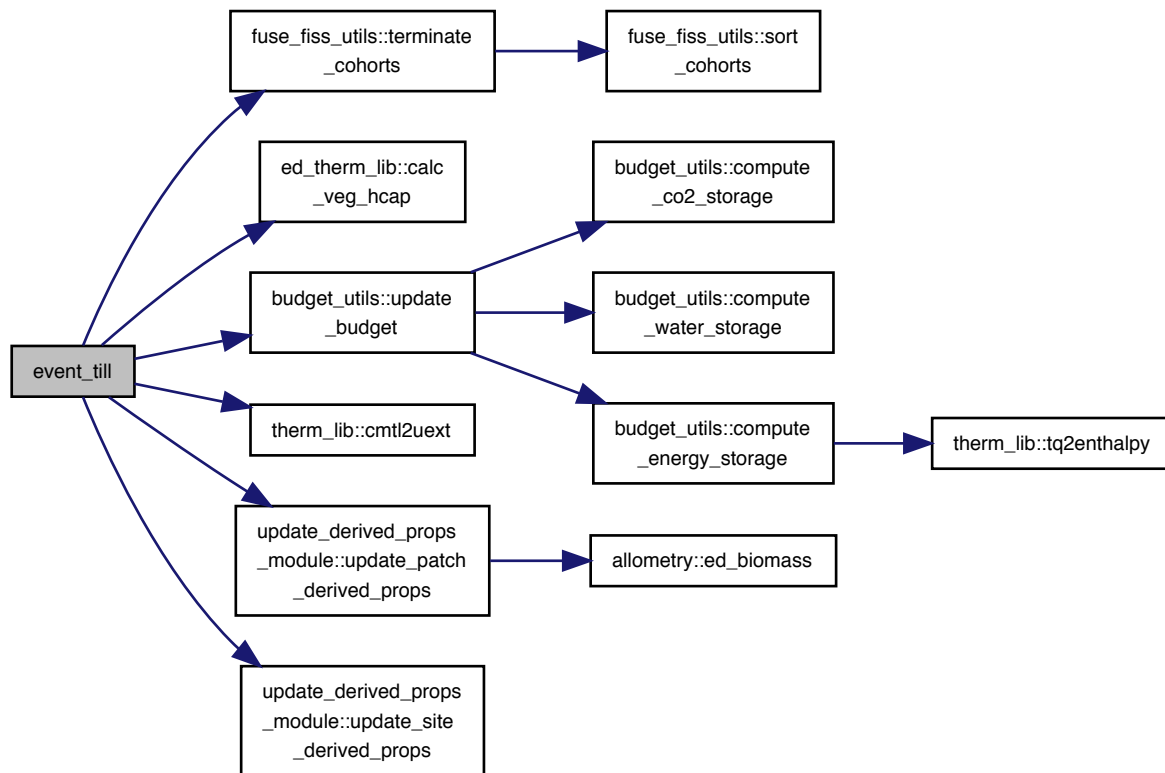 fuse_fiss_utils::terminate
_cohorts
fuse_fiss_utils::sort
_cohorts
ed_therm_lib::calc
_veg_hcap
budget_utils::compute
_co2_storage
budget_utils::update
_budget
budget_utils::compute
_water_storage
event_till
therm_lib::cmtl2uext
budget_utils::compute
_energy_storage
therm_lib::tq2enthalpy
update_derived_props
_module::update_patch
_derived_props
allometry::ed_biomass
update_derived_props
_module::update_site
_derived_props